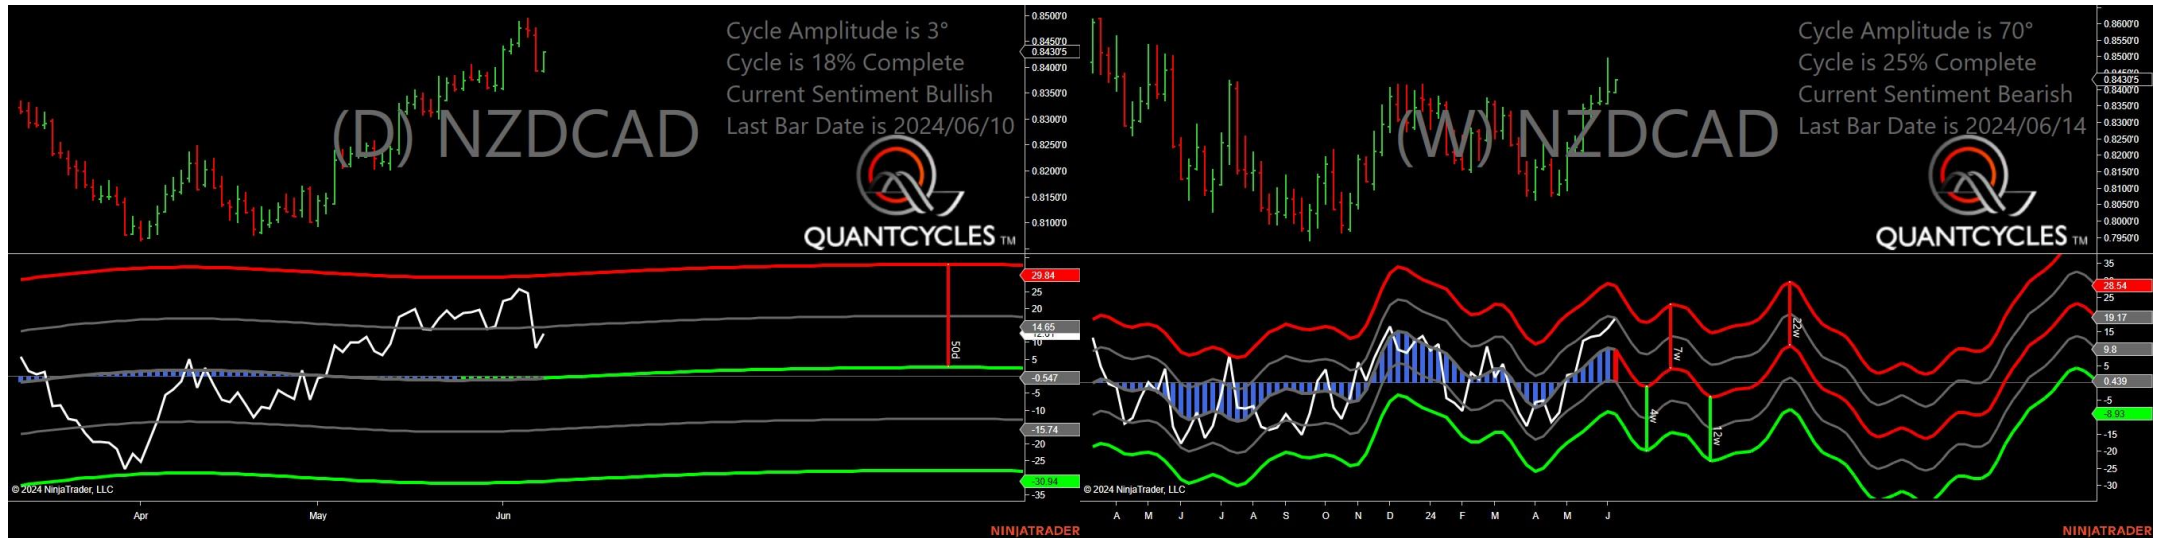 Cycle Amplitude is 3°
Cycle is 18% Complete
Current Sentiment Bullish
Last Bar Date is 2024/06/10
(D) NZDCAD
QUANTCYCLES TM
0.8500'0
0.8450'0
0.8430'5
0.8400'0
0.8350'0
0.8300'0
0.8250'0
0.8200'0
0.8150'0
0.8100'0
29.84
25
20
14.65
10
5
-0.547
-5
-10
-15.74
-20
-25
-30.94
-35
50d
© 2024 NinjaTrader, LLC
Apr May Jun
NINJATRADER
Cycle Amplitude is 70°
Cycle is 25% Complete
Current Sentiment Bearish
Last Bar Date is 2024/06/14
(W) NZDCAD
QUANTCYCLES TM
0.8600'0
0.8550'0
0.8500'0
0.8430'5
0.8400'0
0.8350'0
0.8300'0
0.8250'0
0.8200'0
0.8150'0
0.8100'0
0.8050'0
0.8000'0
0.7950'0
35
28.54
25
19.17
15
9.8
5
0.439
-5
-8.93
-15
-20
-25
-30
7w
22w
4w
12w
© 2024 NinjaTrader, LLC
A M J J A S O N D 24 F M A M J
NINJATRADER